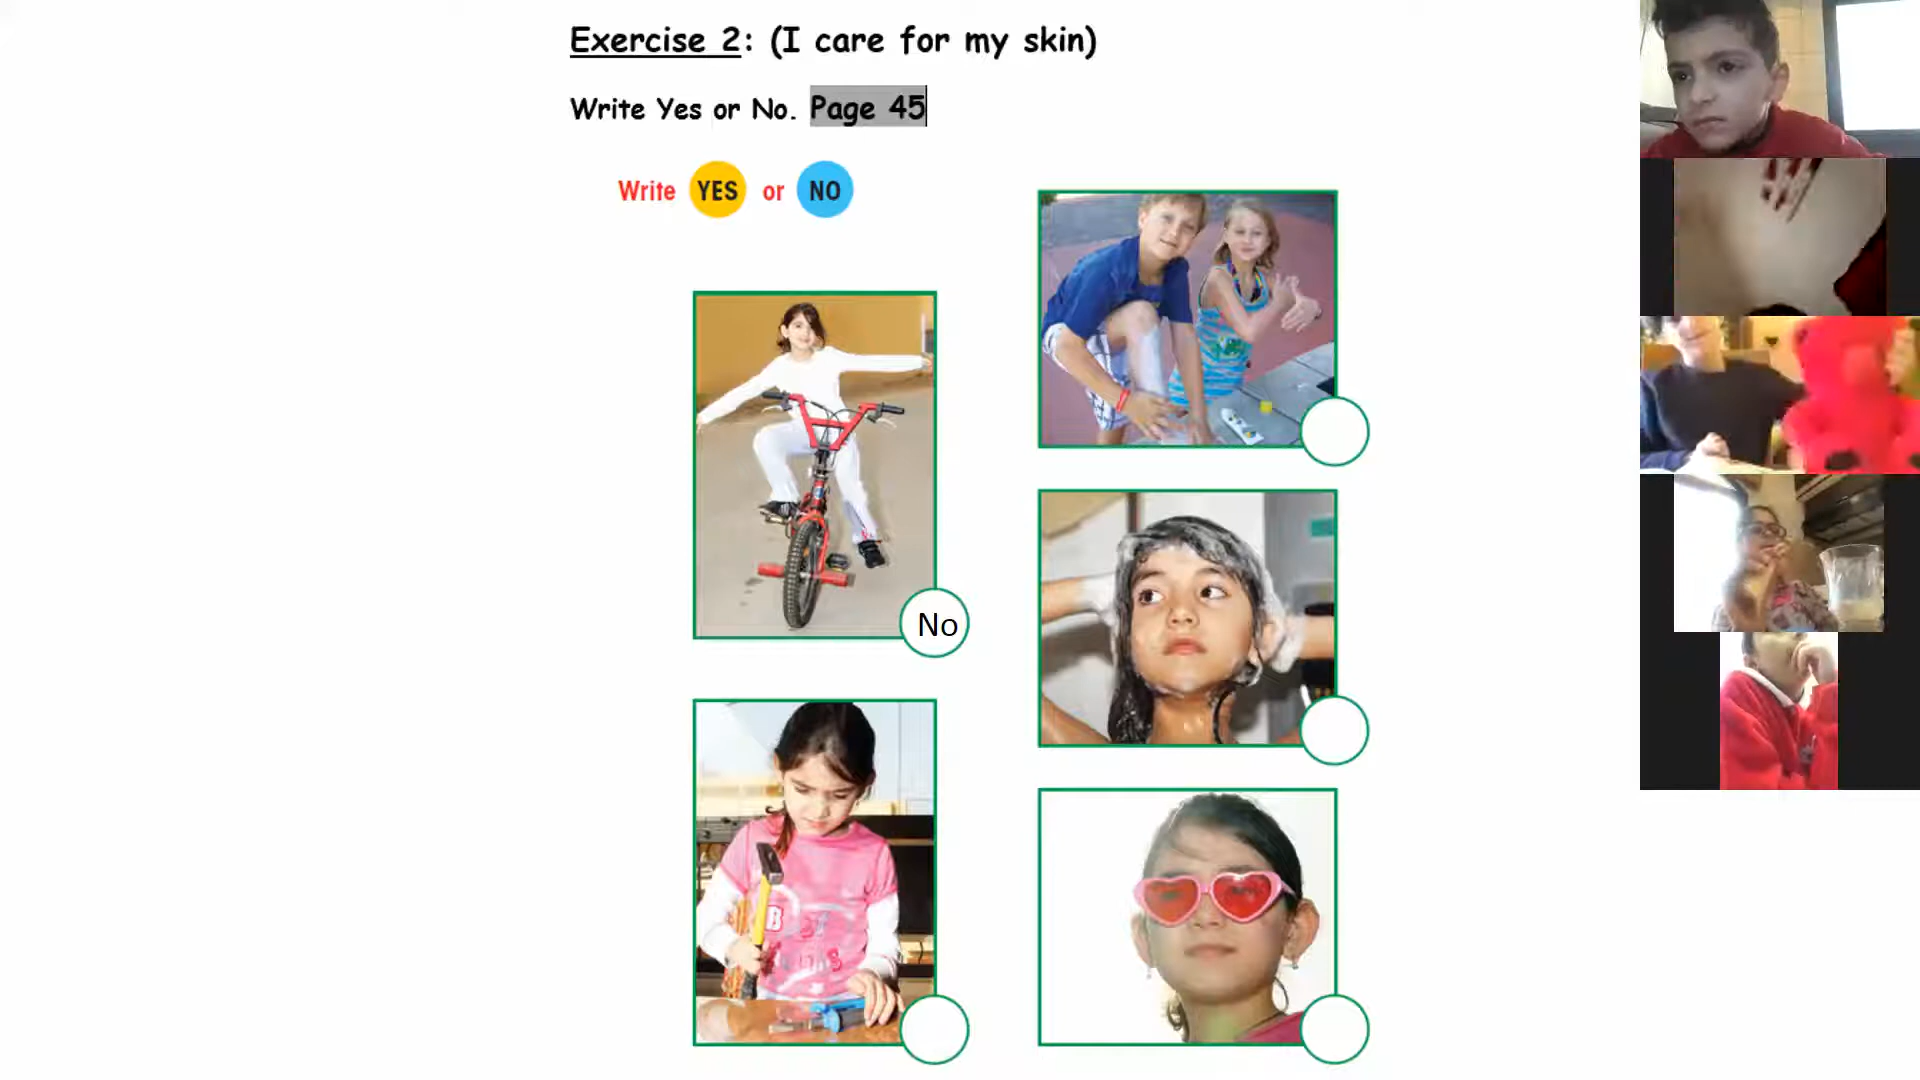 Exercise 2: (I care for my skin)
Write Yes or No. Page 45
Write YES or NO
No